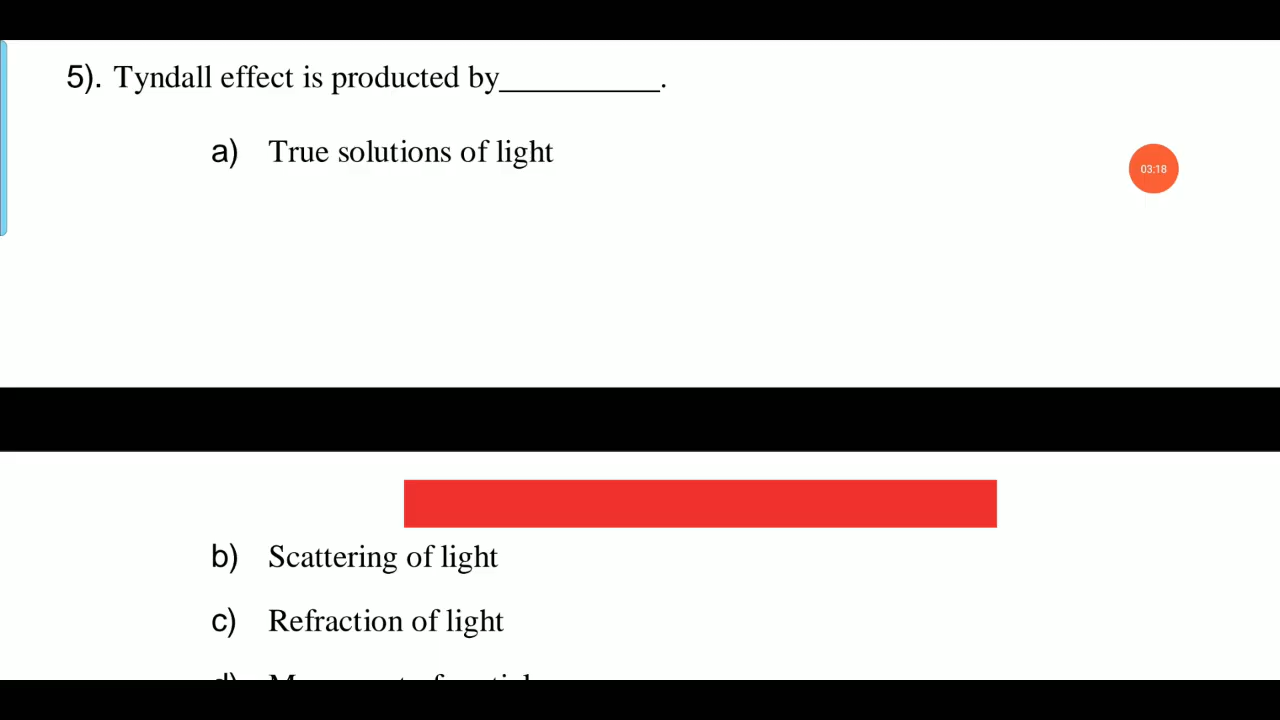 5). Tyndall effect is producted by__________.
a) True solutions of light
03:18
b) Scattering of light
c) Refraction of light